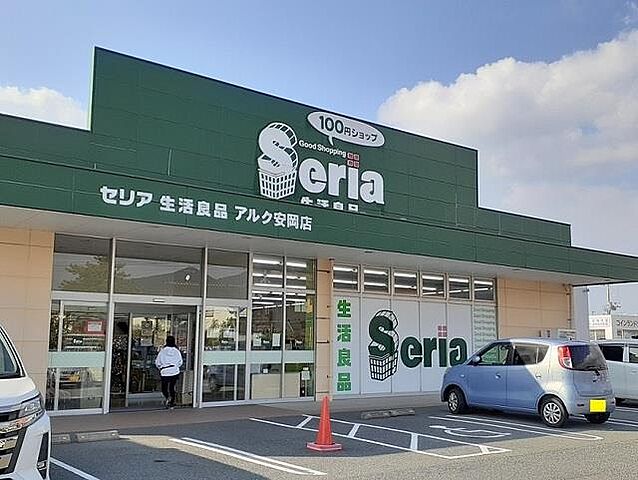 100円ショップ
Good Shopping
Seria
生活良品
セリア 生活良品 アルク安岡店
生活良品
Seria
Seria